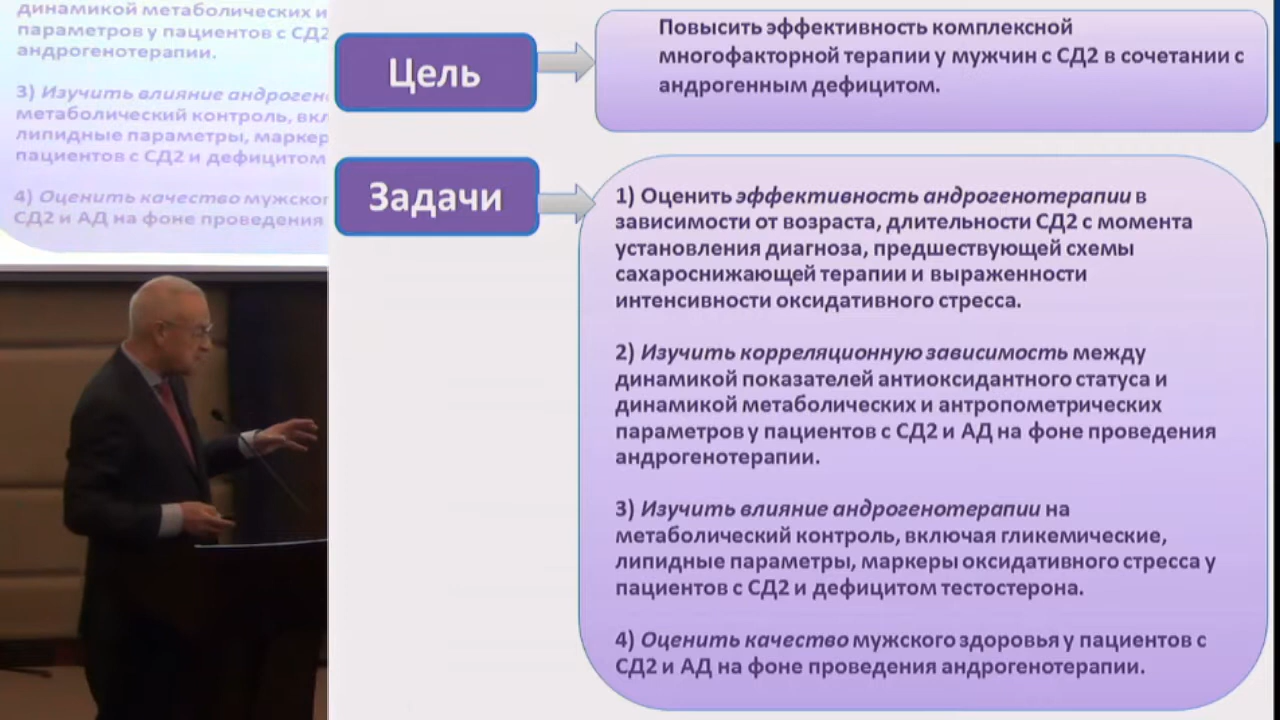 динамикой метаболических и
параметров у пациентов с СД2
андрогенотерапии.
3) Изучить влияние андроген
метаболический контроль, вкл
липидные параметры, маркер
пациентов с СД2 и дефицитом
4) Оценить качество мужског
СД2 и АД на фоне проведения
Цель
Повысить эффективность комплексной
многофакторной терапии у мужчин с СД2 в сочетании с
андрогенным дефицитом.
Задачи
1) Оценить эффективность андрогенотерапии в
зависимости от возраста, длительности СД2 с момента
установления диагноза, предшествующей схемы
сахароснижающей терапии и выраженности
интенсивности оксидативного стресса.
2) Изучить корреляционную зависимость между
динамикой показателей антиоксидантного статуса и
динамикой метаболических и антропометрических
параметров у пациентов с СД2 и АД на фоне проведения
андрогенотерапии.
3) Изучить влияние андрогенотерапии на
метаболический контроль, включая гликемические,
липидные параметры, маркеры оксидативного стресса у
пациентов с СД2 и дефицитом тестостерона.
4) Оценить качество мужского здоровья у пациентов с
СД2 и АД на фоне проведения андрогенотерапии.